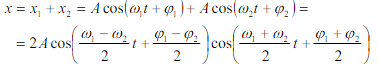 x = x₁ + x₂ = A cos(ω₁t + φ₁) + A cos(ω₂t + φ₂) =
= 2A cos((ω₁ − ω₂)/2 t + (φ₁ − φ₂)/2) cos((ω₁ + ω₂)/2 t + (φ₁ + φ₂)/2)